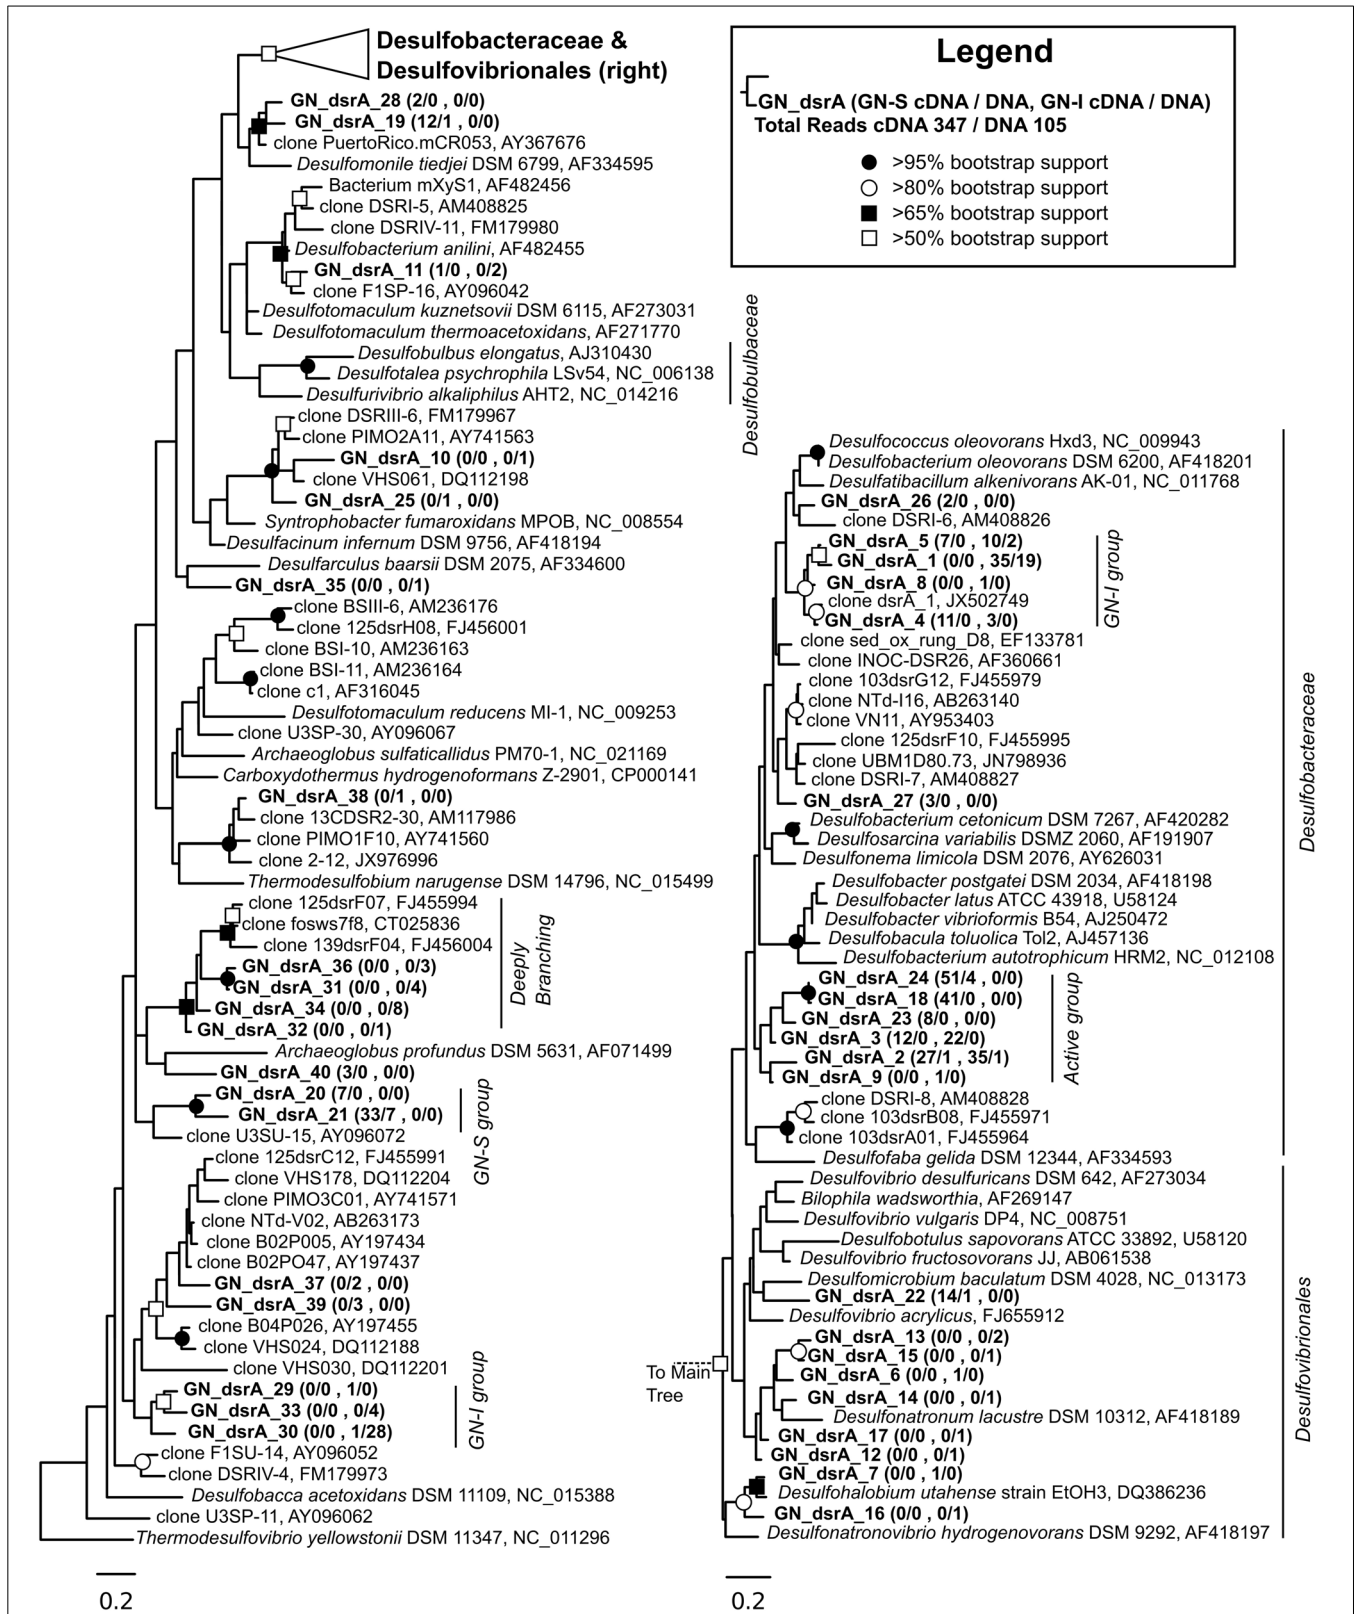 Desulfobacteraceae &
Desulfovibrionales (right)
GN_dsrA_28 (2/0 , 0/0)
GN_dsrA_19 (12/1 , 0/0)
clone PuertoRico.mCR053, AY367676
Desulfomonile tiedjei DSM 6799, AF334595
Bacterium mXyS1, AF482456
clone DSRI-5, AM408825
clone DSRIV-11, FM179980
Desulfobacterium anilini, AF482455
GN_dsrA_11 (1/0 , 0/2)
clone F1SP-16, AY096042
Desulfotomaculum kuznetsovii DSM 6115, AF273031
Desulfotomaculum thermoacetoxidans, AF271770
Desulfobulbus elongatus, AJ310430
Desulfotalea psychrophila LSv54, NC_006138
Desulfurivibrio alkaliphilus AHT2, NC_014216
Desulfobulbaceae
clone DSRIII-6, FM179967
clone PIMO2A11, AY741563
GN_dsrA_10 (0/0 , 0/1)
clone VHS061, DQ112198
GN_dsrA_25 (0/1 , 0/0)
Syntrophobacter fumaroxidans MPOB, NC_008554
Desulfacinum infernum DSM 9756, AF418194
Desulfarculus baarsii DSM 2075, AF334600
GN_dsrA_35 (0/0 , 0/1)
clone BSIII-6, AM236176
clone 125dsrH08, FJ456001
clone BSI-10, AM236163
clone BSI-11, AM236164
clone c1, AF316045
Desulfotomaculum reducens MI-1, NC_009253
clone U3SP-30, AY096067
Archaeoglobus sulfaticallidus PM70-1, NC_021169
Carboxydothermus hydrogenoformans Z-2901, CP000141
GN_dsrA_38 (0/1 , 0/0)
clone 13CDSR2-30, AM117986
clone PIMO1F10, AY741560
clone 2-12, JX976996
Thermodesulfobium narugense DSM 14796, NC_015499
clone 125dsrF07, FJ455994
clone fosws7f8, CT025836
clone 139dsrF04, FJ456004
GN_dsrA_36 (0/0 , 0/3)
GN_dsrA_31 (0/0 , 0/4)
GN_dsrA_34 (0/0 , 0/8)
GN_dsrA_32 (0/0 , 0/1)
Deeply
Branching
Archaeoglobus profundus DSM 5631, AF071499
GN_dsrA_40 (3/0 , 0/0)
GN_dsrA_20 (7/0 , 0/0)
GN_dsrA_21 (33/7 , 0/0)
GN-S group
clone U3SU-15, AY096072
clone 125dsrC12, FJ455991
clone VHS178, DQ112204
clone PIMO3C01, AY741571
clone NTd-V02, AB263173
clone B02P005, AY197434
clone B02PO47, AY197437
GN_dsrA_37 (0/2 , 0/0)
GN_dsrA_39 (0/3 , 0/0)
clone B04P026, AY197455
clone VHS024, DQ112188
clone VHS030, DQ112201
GN_dsrA_29 (0/0 , 1/0)
GN_dsrA_33 (0/0 , 0/4)
GN_dsrA_30 (0/0 , 1/28)
GN-I group
clone F1SU-14, AY096052
clone DSRIV-4, FM179973
Desulfobacca acetoxidans DSM 11109, NC_015388
clone U3SP-11, AY096062
Thermodesulfovibrio yellowstonii DSM 11347, NC_011296
0.2
Legend
GN_dsrA (GN-S cDNA / DNA, GN-I cDNA / DNA)
Total Reads cDNA 347 / DNA 105
>95% bootstrap support
>80% bootstrap support
>65% bootstrap support
>50% bootstrap support
Desulfococcus oleovorans Hxd3, NC_009943
Desulfobacterium oleovorans DSM 6200, AF418201
Desulfatibacillum alkenivorans AK-01, NC_011768
GN_dsrA_26 (2/0 , 0/0)
clone DSRI-6, AM408826
GN_dsrA_5 (7/0 , 10/2)
GN_dsrA_1 (0/0 , 35/19)
GN_dsrA_8 (0/0 , 1/0)
clone dsrA_1, JX502749
GN_dsrA_4 (11/0 , 3/0)
GN-I group
clone sed_ox_rung_D8, EF133781
clone INOC-DSR26, AF360661
clone 103dsrG12, FJ455979
clone NTd-I16, AB263140
clone VN11, AY953403
clone 125dsrF10, FJ455995
clone UBM1D80.73, JN798936
clone DSRI-7, AM408827
GN_dsrA_27 (3/0 , 0/0)
Desulfobacterium cetonicum DSM 7267, AF420282
Desulfosarcina variabilis DSMZ 2060, AF191907
Desulfonema limicola DSM 2076, AY626031
Desulfobacter postgatei DSM 2034, AF418198
Desulfobacter latus ATCC 43918, U58124
Desulfobacter vibrioformis B54, AJ250472
Desulfobacula toluolica Tol2, AJ457136
Desulfobacterium autotrophicum HRM2, NC_012108
GN_dsrA_24 (51/4 , 0/0)
GN_dsrA_18 (41/0 , 0/0)
GN_dsrA_23 (8/0 , 0/0)
GN_dsrA_3 (12/0 , 22/0)
GN_dsrA_2 (27/1 , 35/1)
GN_dsrA_9 (0/0 , 1/0)
Active group
clone DSRI-8, AM408828
clone 103dsrB08, FJ455971
clone 103dsrA01, FJ455964
Desulfofaba gelida DSM 12344, AF334593
Desulfobacteraceae
Desulfovibrio desulfuricans DSM 642, AF273034
Bilophila wadsworthia, AF269147
Desulfovibrio vulgaris DP4, NC_008751
Desulfobotulus sapovorans ATCC 33892, U58120
Desulfovibrio fructosovorans JJ, AB061538
Desulfomicrobium baculatum DSM 4028, NC_013173
GN_dsrA_22 (14/1 , 0/0)
Desulfovibrio acrylicus, FJ655912
GN_dsrA_13 (0/0 , 0/2)
GN_dsrA_15 (0/0 , 0/1)
GN_dsrA_6 (0/0 , 1/0)
GN_dsrA_14 (0/0 , 0/1)
Desulfonatronum lacustre DSM 10312, AF418189
GN_dsrA_17 (0/0 , 0/1)
GN_dsrA_12 (0/0 , 0/1)
GN_dsrA_7 (0/0 , 1/0)
Desulfohalobium utahense strain EtOH3, DQ386236
GN_dsrA_16 (0/0 , 0/1)
Desulfonatronovibrio hydrogenovorans DSM 9292, AF418197
Desulfovibrionales
To Main
Tree
0.2